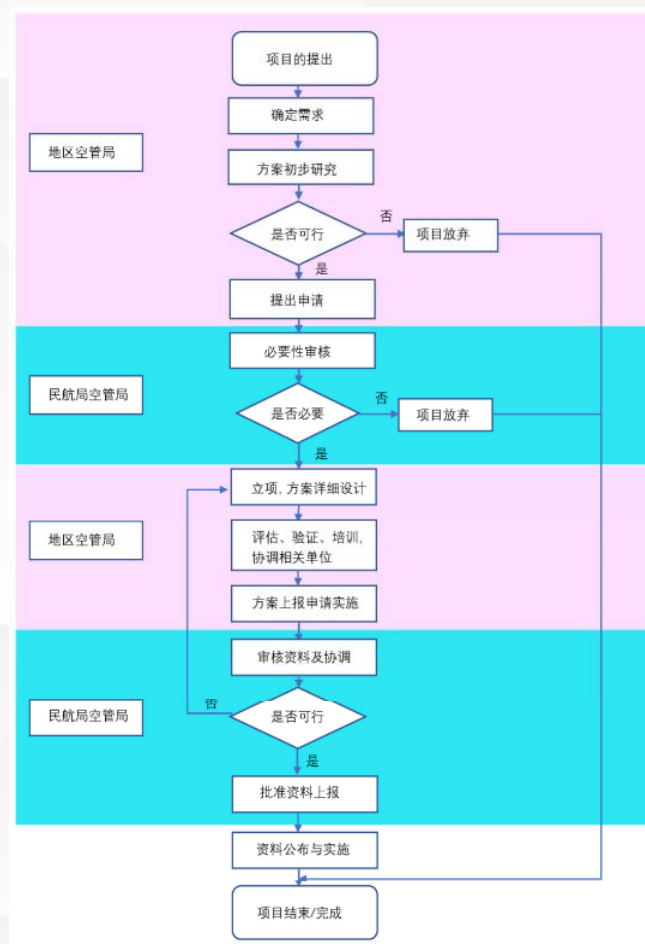 项目的提出
确定需求
地区空管局
方案初步研究
否
是否可行
项目放弃
是
提出申请
必要性审核
民航局空管局
否
是否必要
项目放弃
是
立项,方案详细设计
地区空管局
评估、验证、培训,
协调相关单位
方案上报申请实施
审核资料及协调
否
民航局空管局
是否可行
是
批准资料上报
资料公布与实施
项目结束/完成